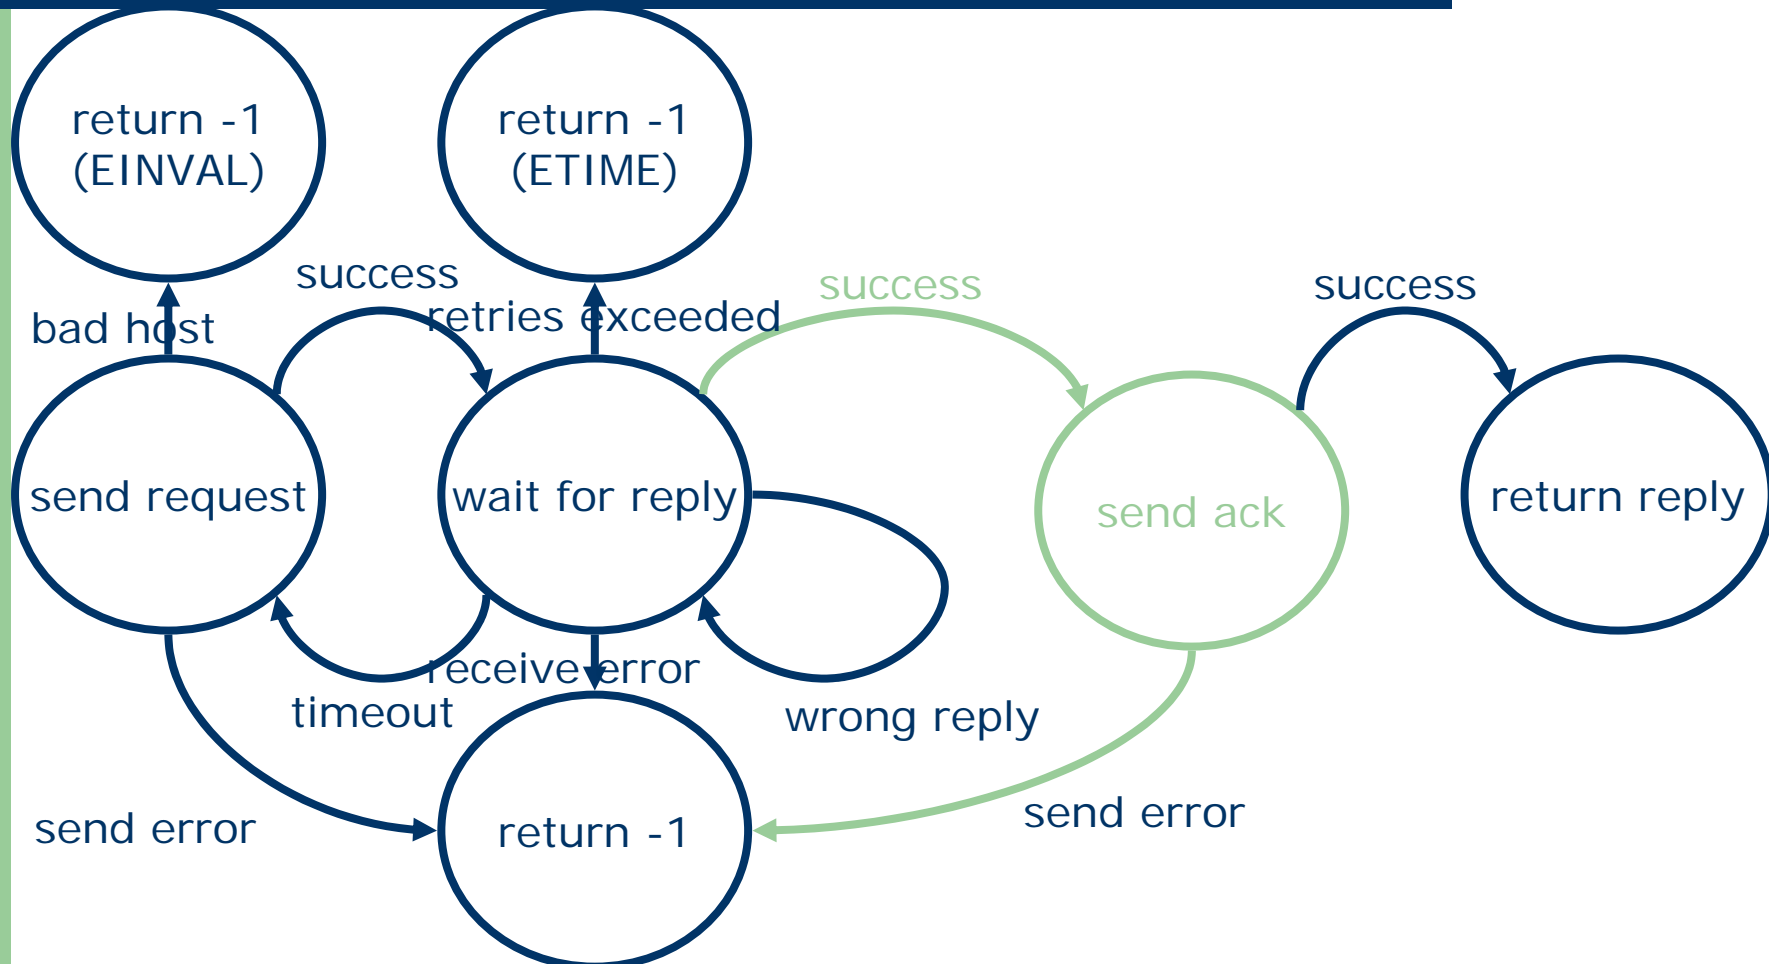 return -1
(EINVAL)
return -1
(ETIME)
success
success
success
bad host
retries exceeded
send request
wait for reply
send ack
return reply
receive error
timeout
wrong reply
send error
return -1
send error